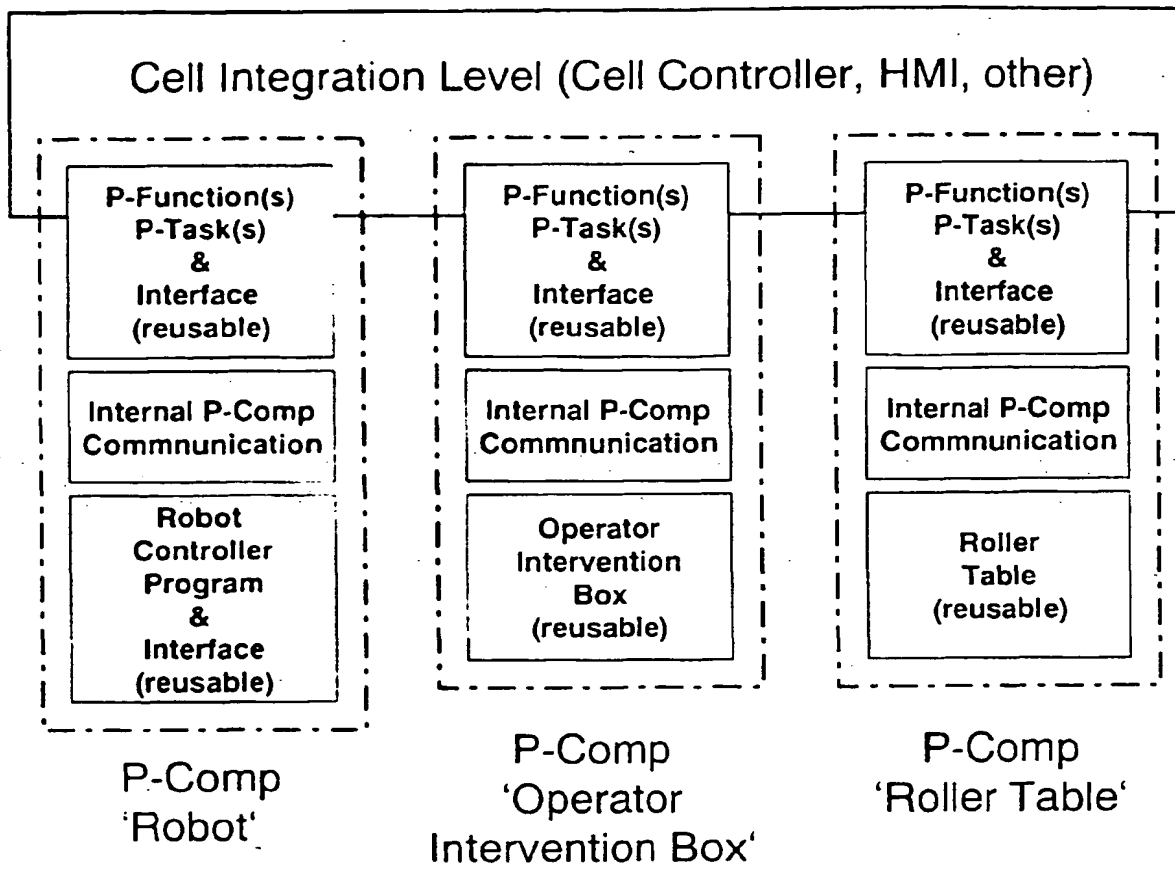 Cell Integration Level (Cell Controller, HMI, other)
P-Function(s)
P-Task(s)
&
Interface
(reusable)
Internal P-Comp
Commnunication
Robot
Controller
Program
&
Interface
(reusable)
P-Comp
'Robot'
P-Function(s)
P-Task(s)
&
Interface
(reusable)
Internal P-Comp
Commnunication
Operator
Intervention
Box
(reusable)
P-Comp
'Operator
Intervention Box'
P-Function(s)
P-Task(s)
&
Interface
(reusable)
Internal P-Comp
Commnunication
Roller
Table
(reusable)
P-Comp
'Roller Table'